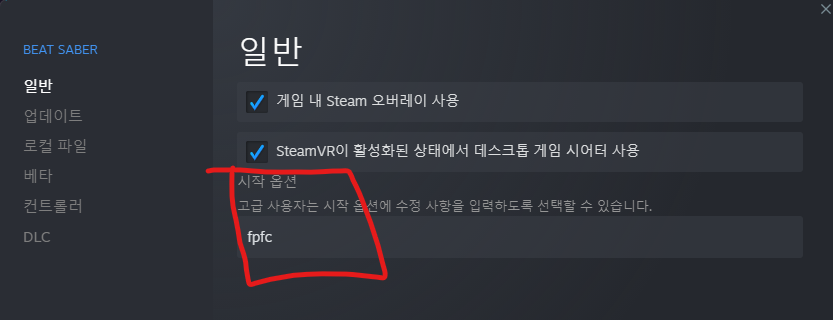 BEAT SABER
일반
업데이트
로컬 파일
베타
컨트롤러
DLC
일반
게임 내 Steam 오버레이 사용
SteamVR이 활성화된 상태에서 데스크톱 게임 시어터 사용
시작 옵션
고급 사용자는 시작 옵션에 수정 사항을 입력하도록 선택할 수 있습니다.
fpfc